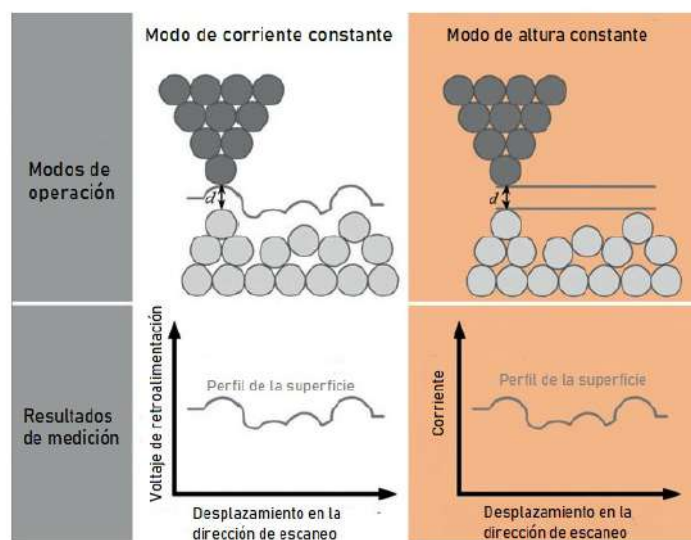 Modo de corriente constante
Modo de altura constante
Modos de
operación
d
d
Resultados
de medición
Voltaje de retroalimentación
Perfil de la superficie
Desplazamiento en la
dirección de escaneo
Corriente
Perfil de la superficie
Desplazamiento en la
dirección de escaneo